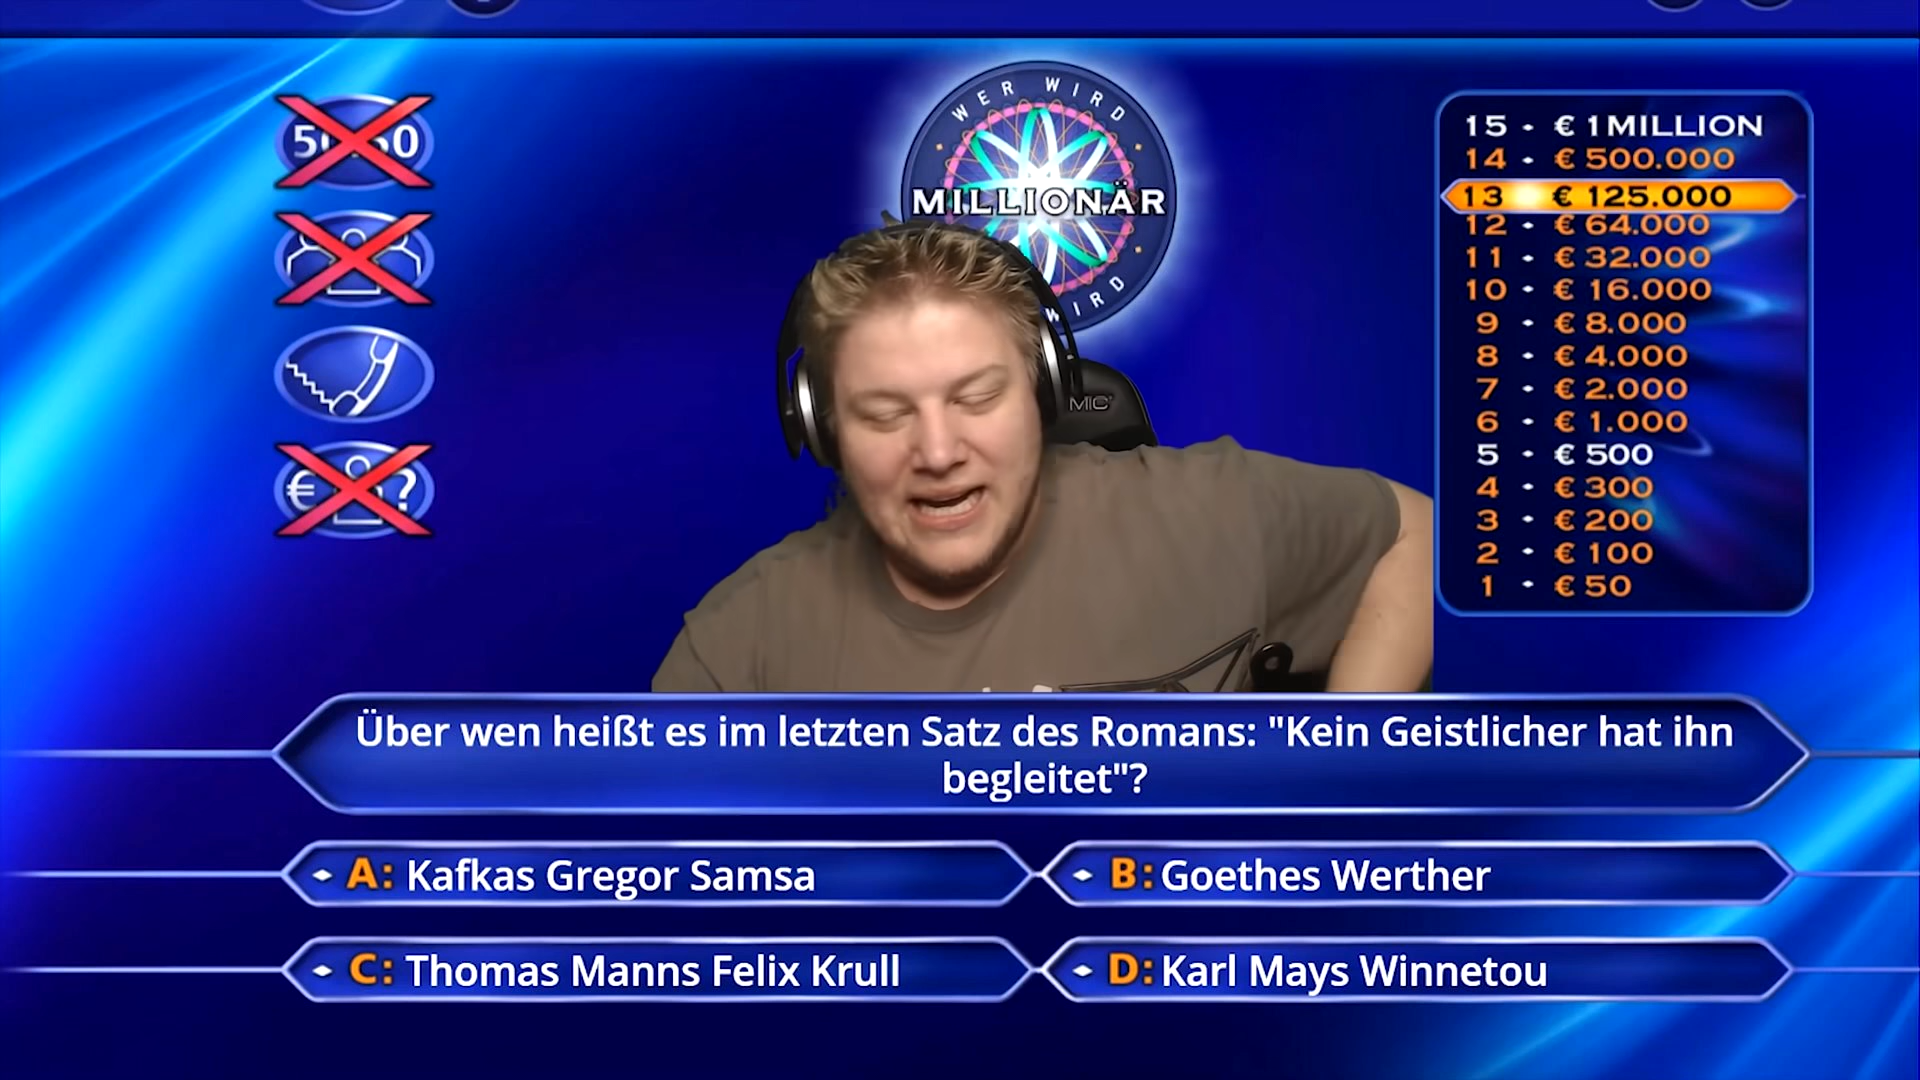 50:50
WER WIRD
MILLIONÄR
WIRD
MIC
€ ?
15 · € 1 MILLION
14 · € 500.000
13 · € 125.000
12 · € 64.000
11 · € 32.000
10 · € 16.000
9 · € 8.000
8 · € 4.000
7 · € 2.000
6 · € 1.000
5 · € 500
4 · € 300
3 · € 200
2 · € 100
1 · € 50
Über wen heißt es im letzten Satz des Romans: "Kein Geistlicher hat ihn
begleitet"?
A: Kafkas Gregor Samsa
B: Goethes Werther
C: Thomas Manns Felix Krull
D: Karl Mays Winnetou